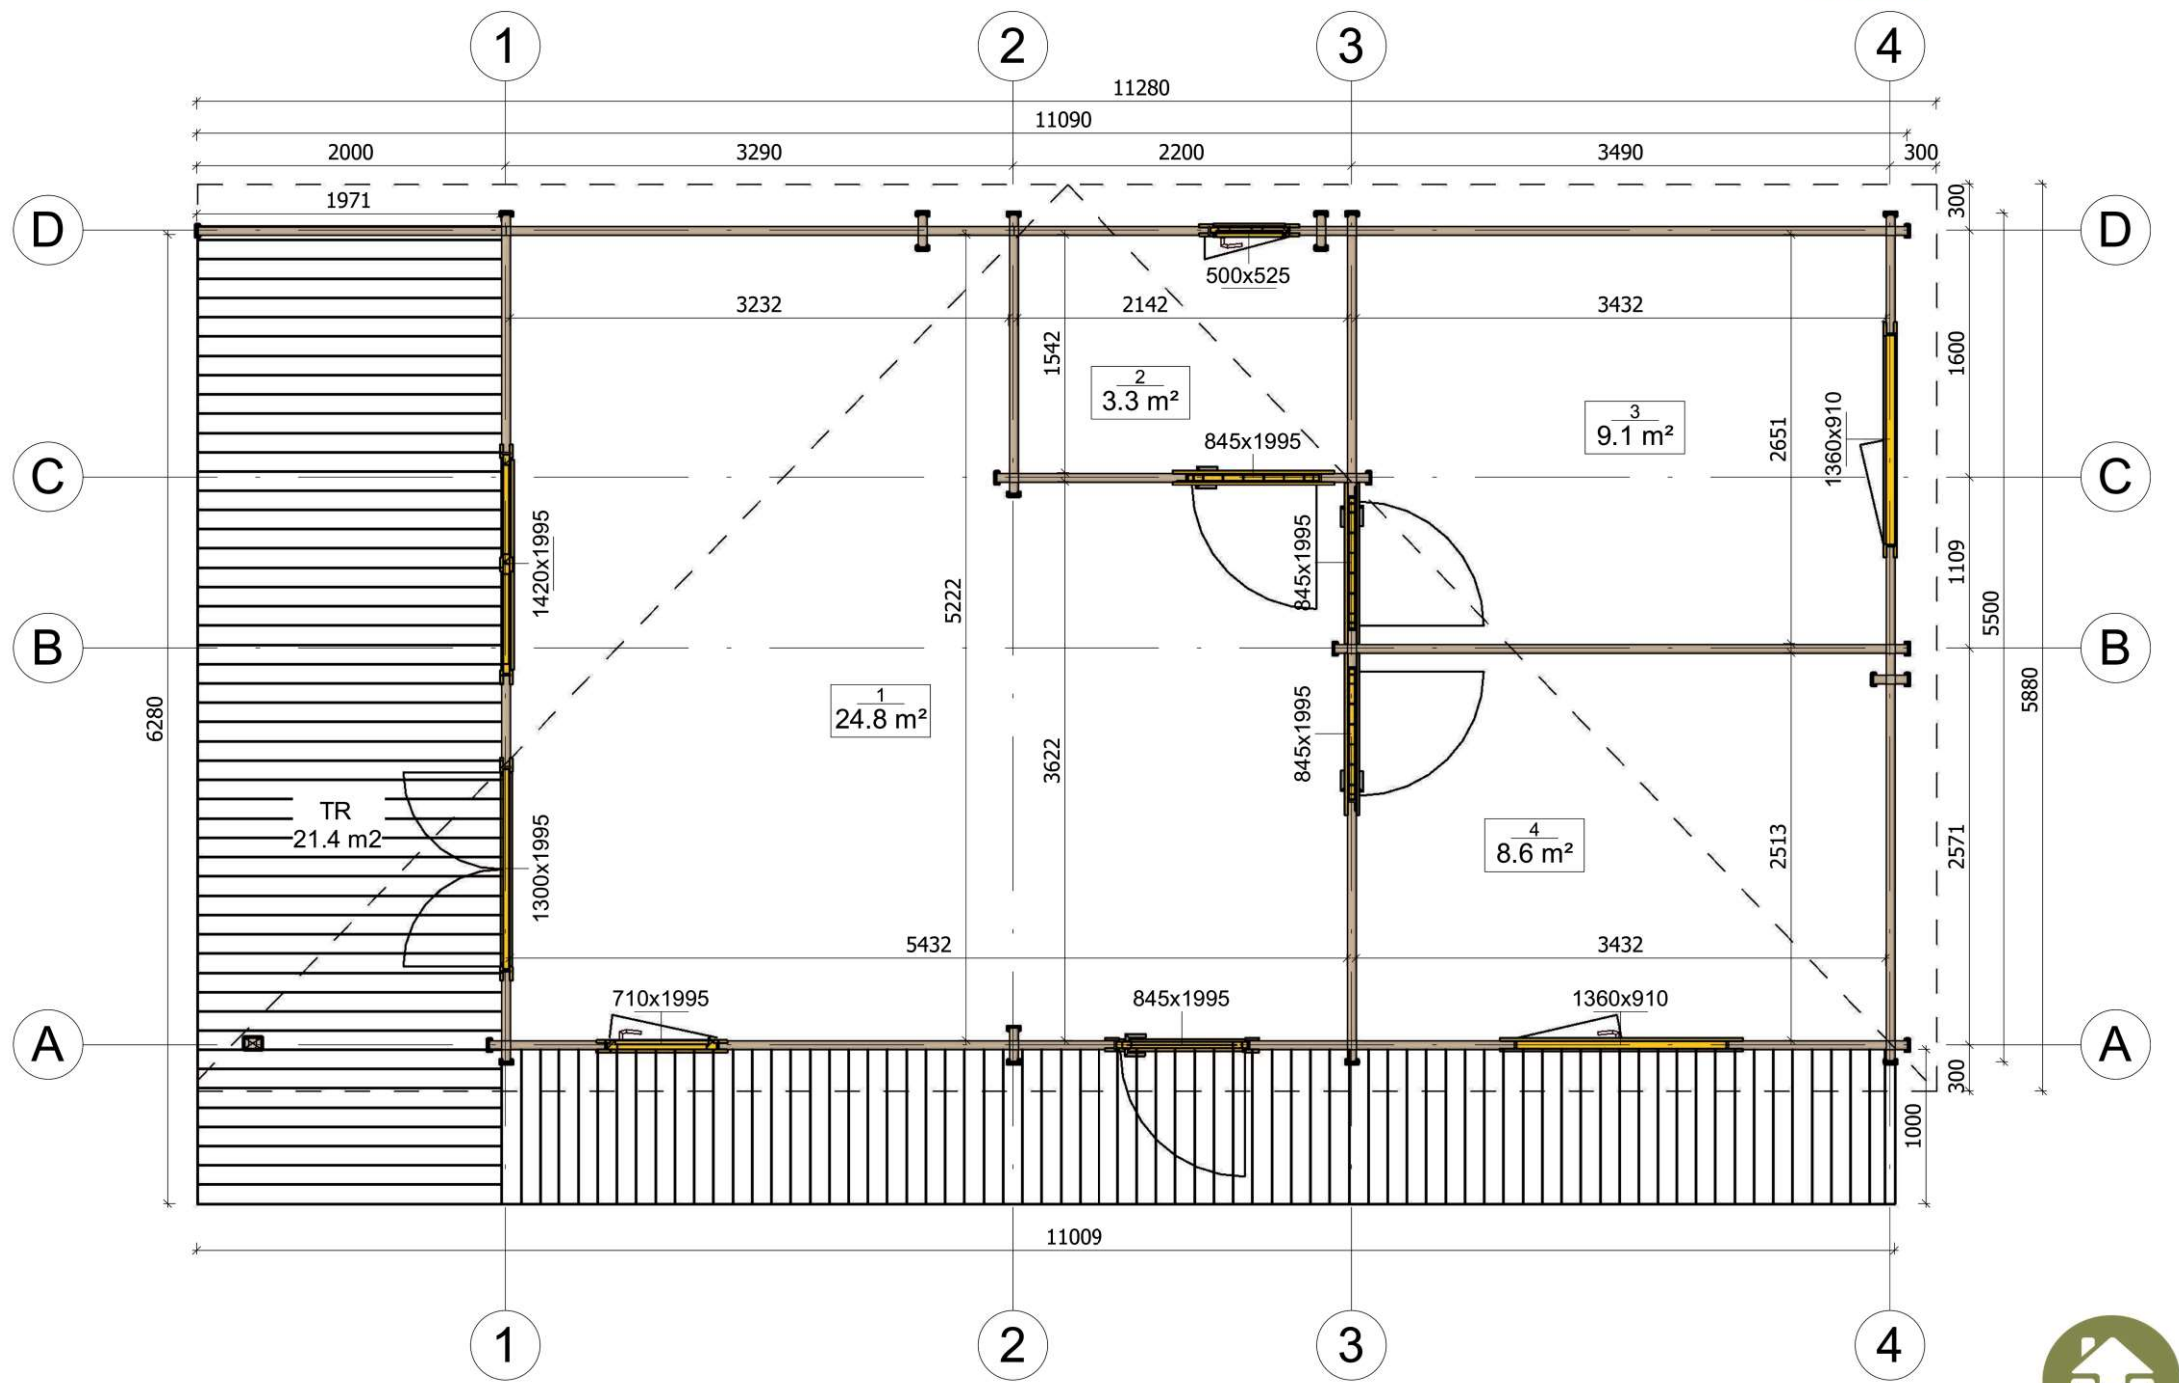 1 2 3 4
11280
11090
2000 3290 2200 3490 300
1971
300
D D
500x525
3232 2142 3432
1542
1600
2
3.3 m²
3
9.1 m²
1360x910
2651
845x1995
C C
1420x1995
845x1995
1109
5222
5500
B B
5880
6280
1
24.8 m²
845x1995
3622
TR
21.4 m2
1300x1995
4
8.6 m²
2513
2571
5432 3432
710x1995 845x1995 1360x910
A A
300
1000
11009
1 2 3 4